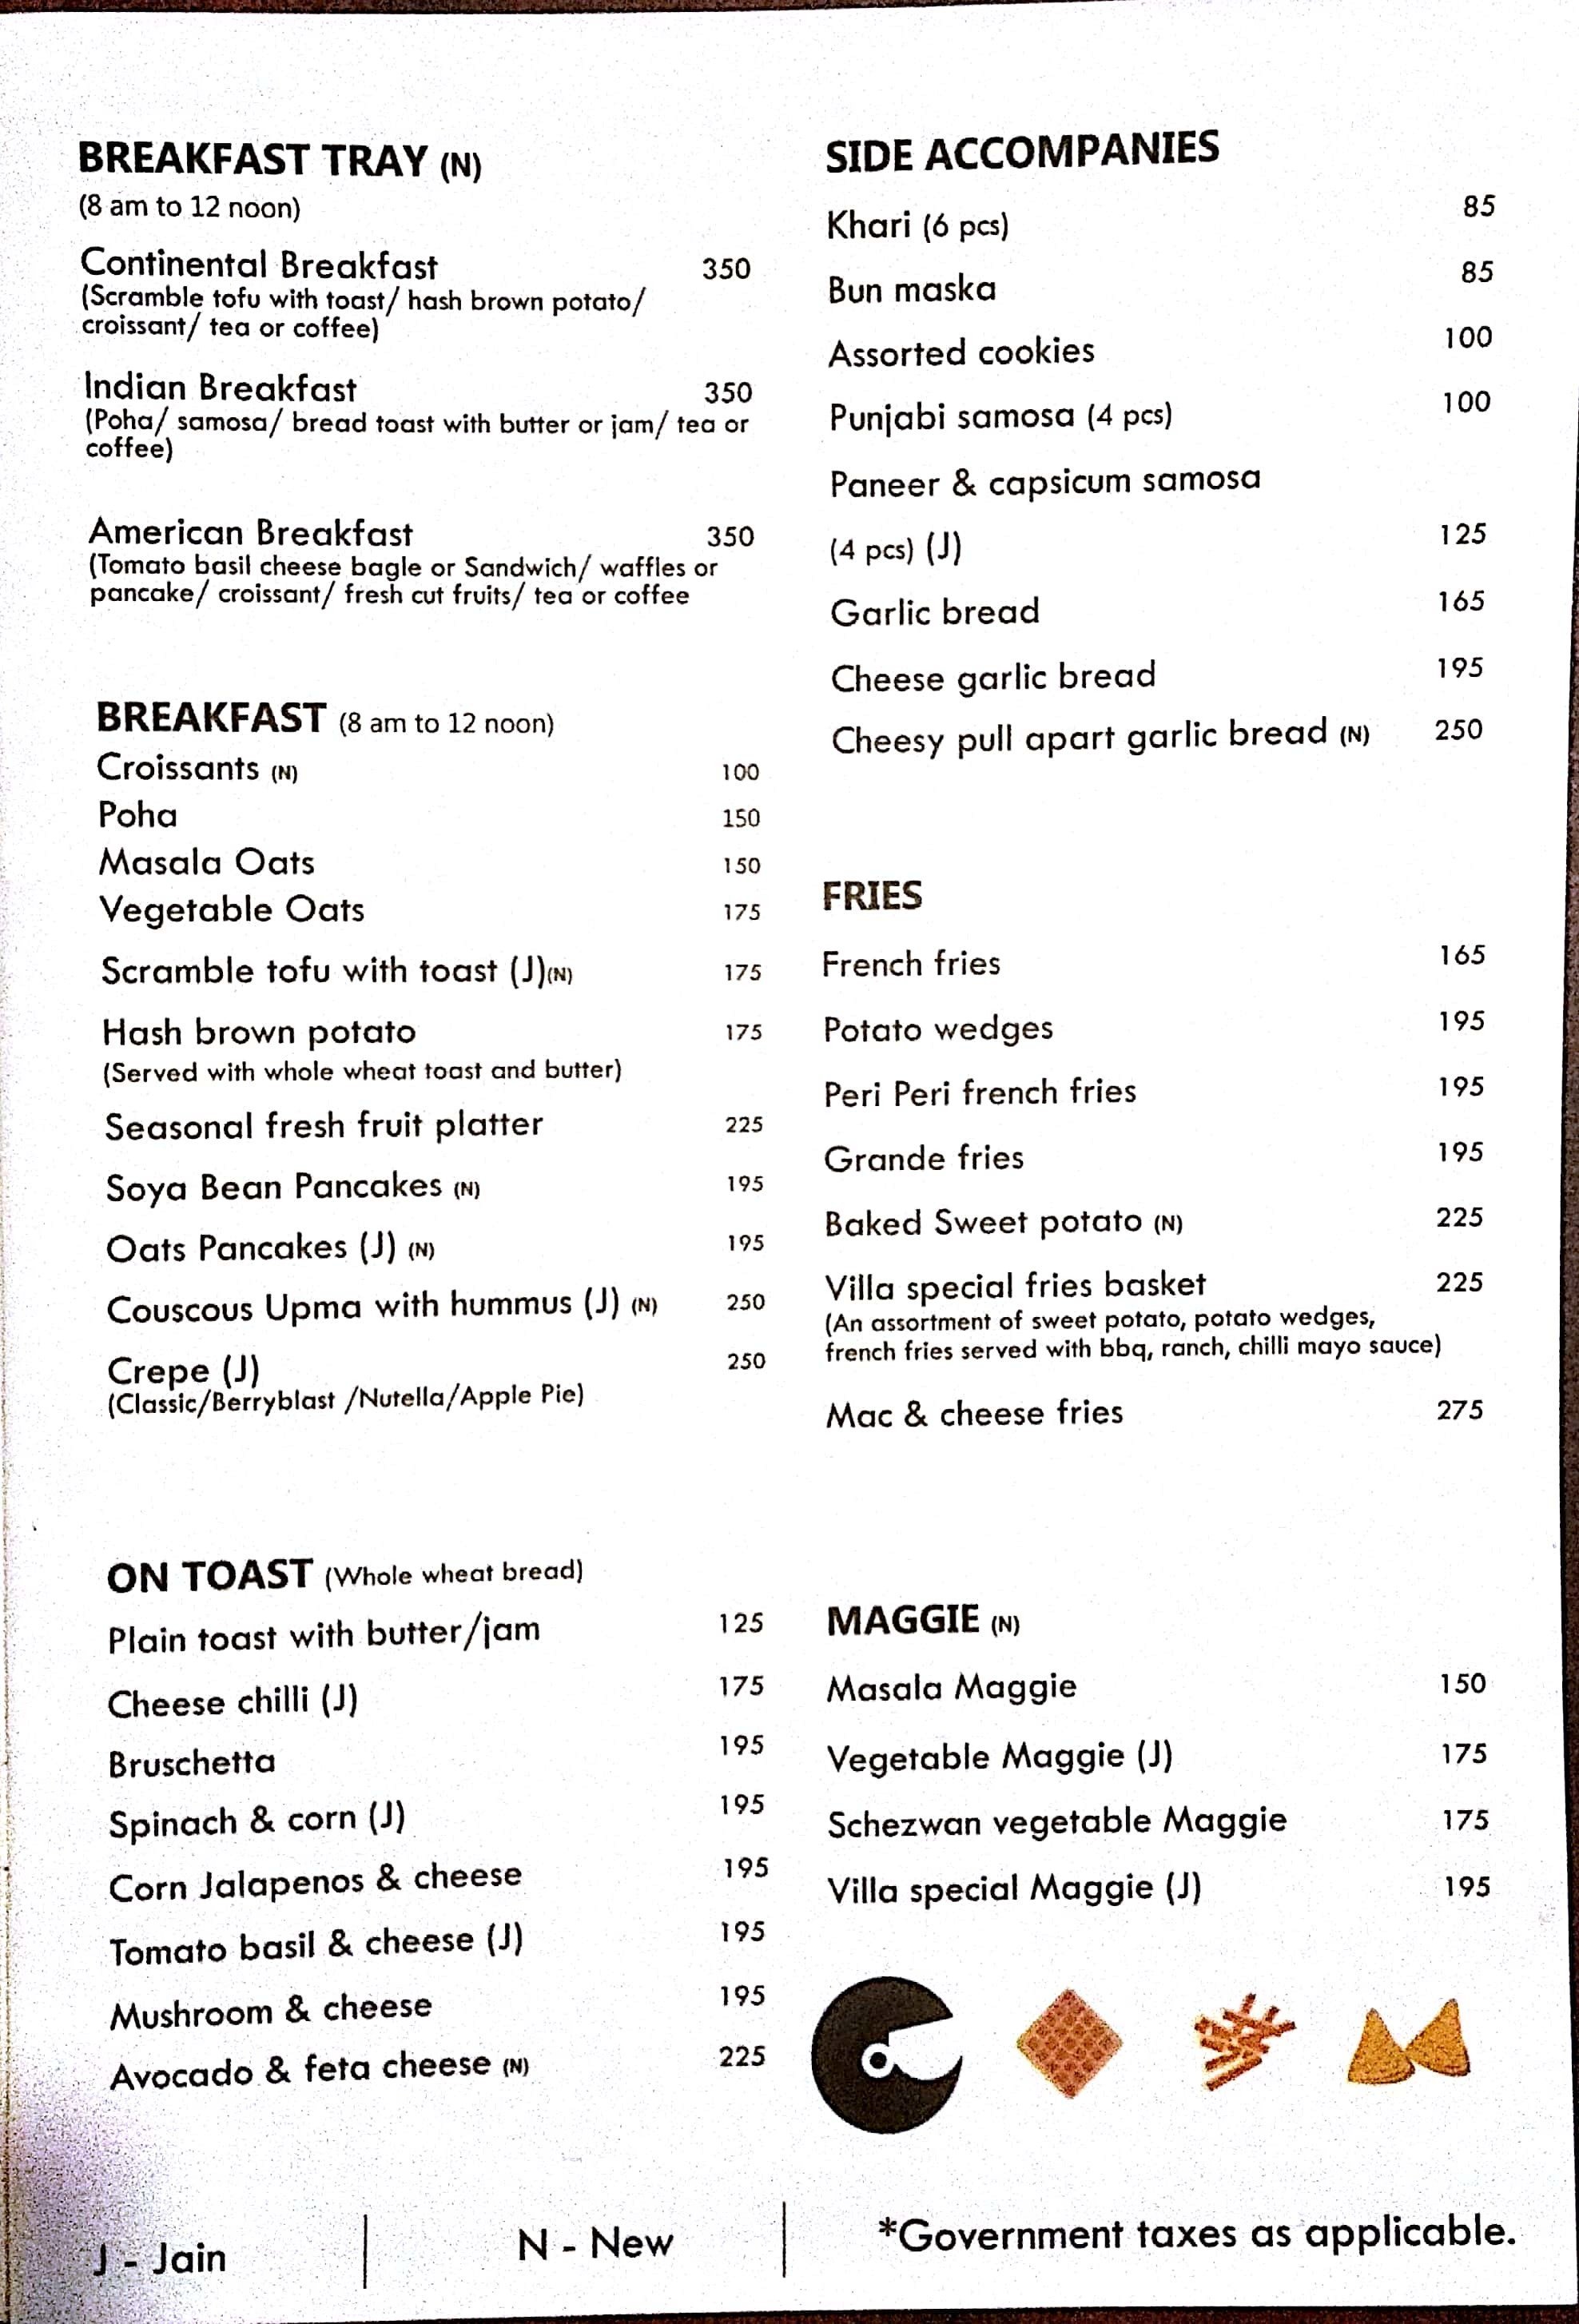 BREAKFAST TRAY (N)
(8 am to 12 noon)
Continental Breakfast 350
(Scramble tofu with toast/ hash brown potato/
croissant/ tea or coffee)
Indian Breakfast 350
(Poha/ samosa/ bread toast with butter or jam/ tea or
coffee)
American Breakfast 350
(Tomato basil cheese bagle or Sandwich/ waffles or
pancake/ croissant/ fresh cut fruits/ tea or coffee
BREAKFAST (8 am to 12 noon)
Croissants (N) 100
Poha 150
Masala Oats 150
Vegetable Oats 175
Scramble tofu with toast (J)(N) 175
Hash brown potato 175
(Served with whole wheat toast and butter)
Seasonal fresh fruit platter 225
Soya Bean Pancakes (N) 195
Oats Pancakes (J) (N) 195
Couscous Upma with hummus (J) (N) 250
Crepe (J) 250
(Classic/Berryblast /Nutella/Apple Pie)
ON TOAST (Whole wheat bread)
Plain toast with butter/jam 125
Cheese chilli (J) 175
Bruschetta 195
Spinach & corn (J) 195
Corn Jalapenos & cheese 195
Tomato basil & cheese (J) 195
Mushroom & cheese 195
Avocado & feta cheese (N) 225
SIDE ACCOMPANIES
Khari (6 pcs) 85
Bun maska 85
Assorted cookies 100
Punjabi samosa (4 pcs) 100
Paneer & capsicum samosa
(4 pcs) (J) 125
Garlic bread 165
Cheese garlic bread 195
Cheesy pull apart garlic bread (N) 250
FRIES
French fries 165
Potato wedges 195
Peri Peri french fries 195
Grande fries 195
Baked Sweet potato (N) 225
Villa special fries basket 225
(An assortment of sweet potato, potato wedges,
french fries served with bbq, ranch, chilli mayo sauce)
Mac & cheese fries 275
MAGGIE (N)
Masala Maggie 150
Vegetable Maggie (J) 175
Schezwan vegetable Maggie 175
Villa special Maggie (J) 195
J - Jain | N - New | *Government taxes as applicable.